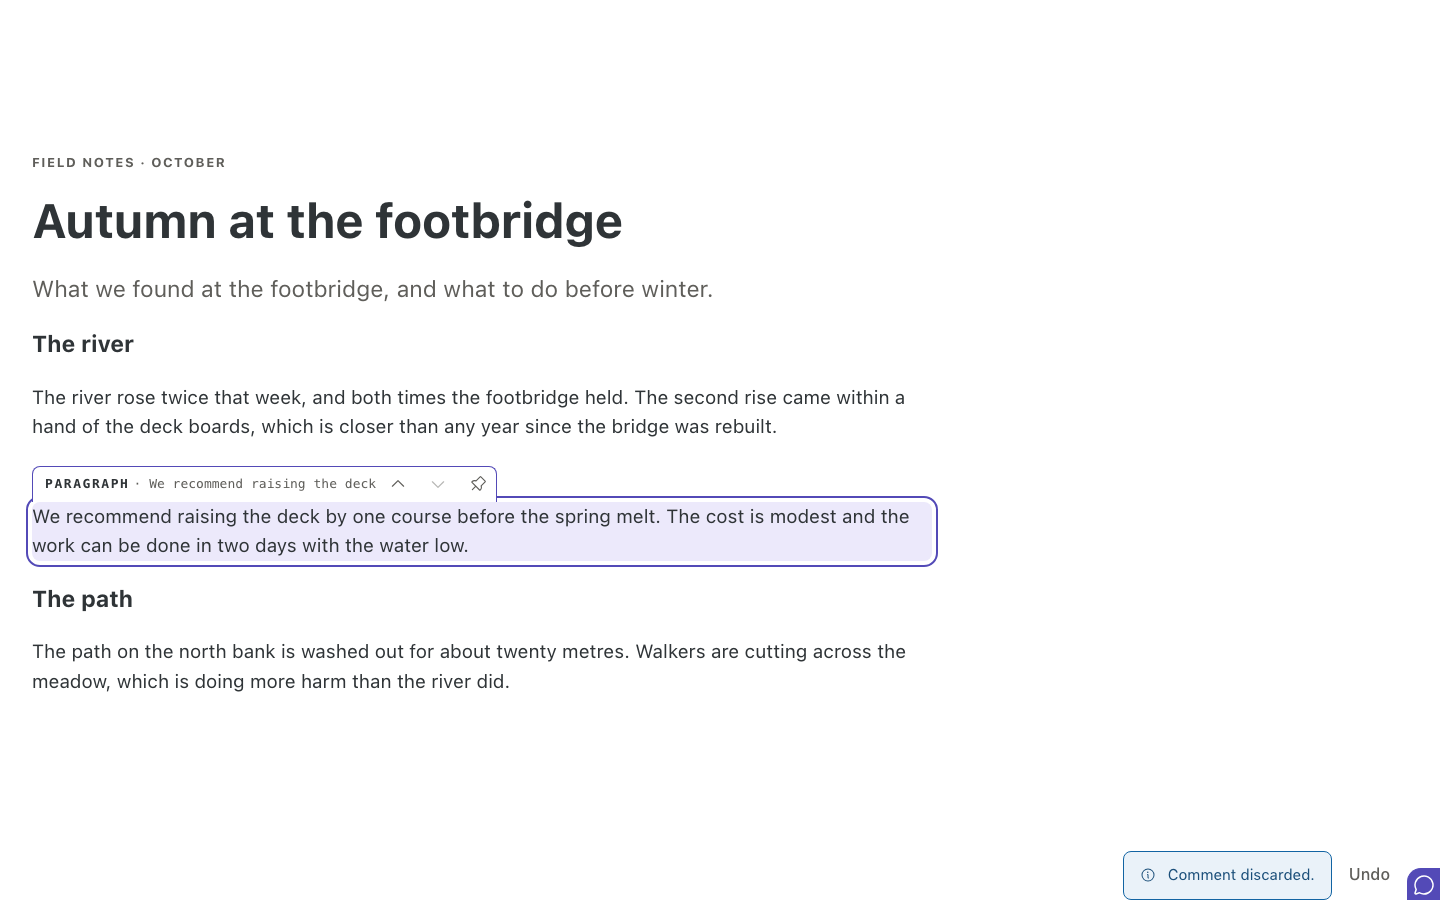 FIELD NOTES · OCTOBER
Autumn at the footbridge
What we found at the footbridge, and what to do before winter.
The river
The river rose twice that week, and both times the footbridge held. The second rise came within a
hand of the deck boards, which is closer than any year since the bridge was rebuilt.
PARAGRAPH · We recommend raising the deck
We recommend raising the deck by one course before the spring melt. The cost is modest and the
work can be done in two days with the water low.
The path
The path on the north bank is washed out for about twenty metres. Walkers are cutting across the
meadow, which is doing more harm than the river did.
Comment discarded.
Undo